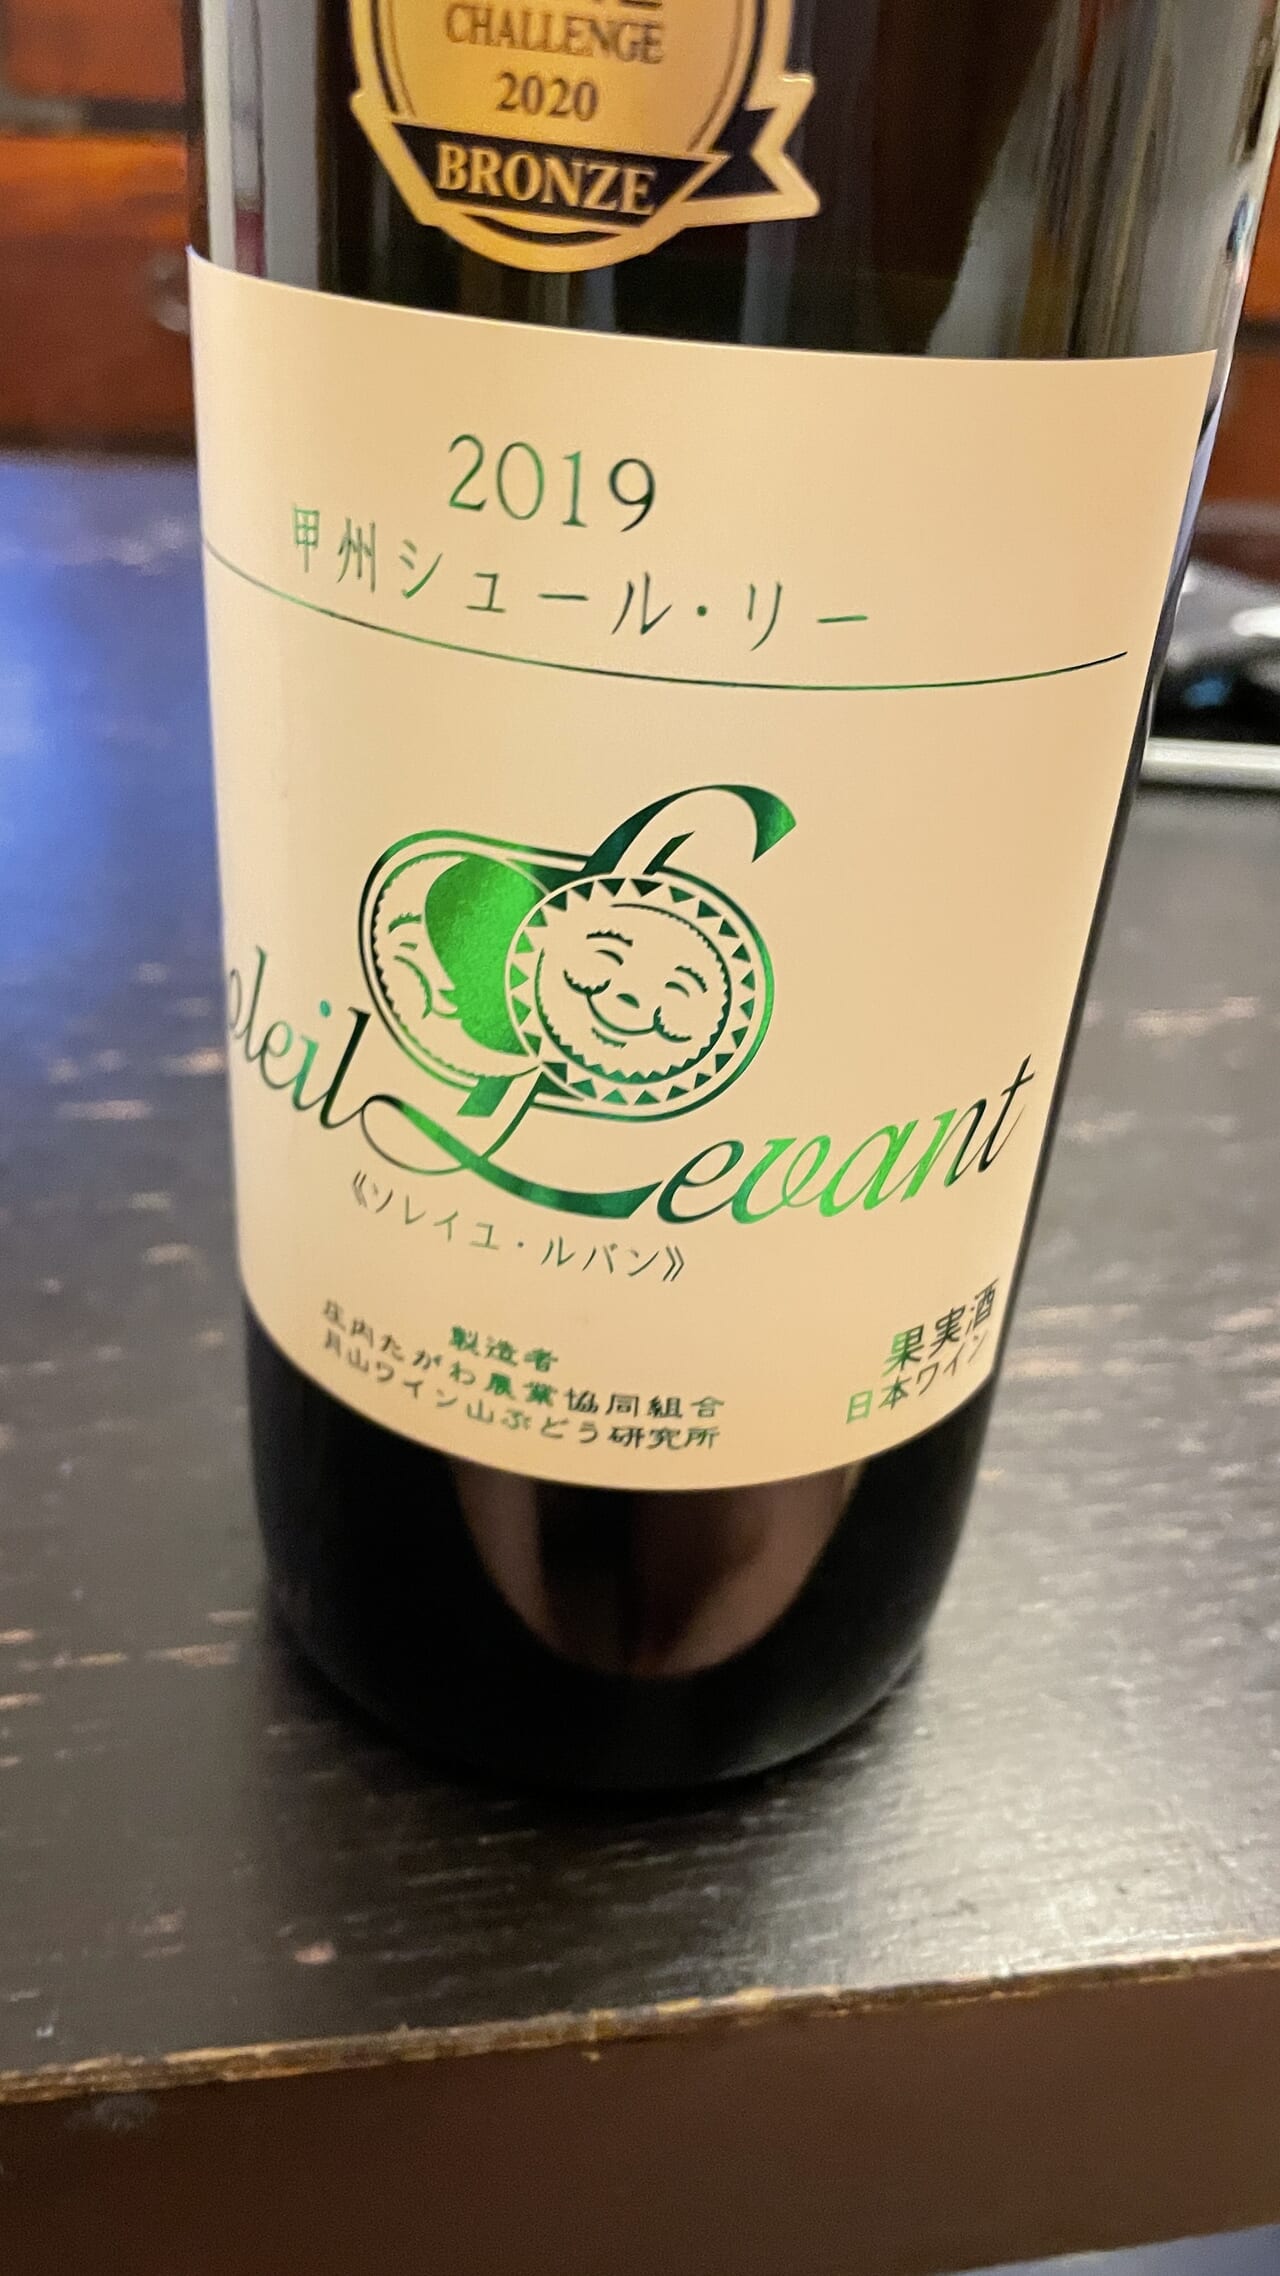 CHALLENGE
2020
BRONZE
2019
甲州シュール・リー
oleil Levant
《ソレイユ・ルバン》
製造者
庄内たがわ農業協同組合
月山ワイン山ぶどう研究所
果実酒
日本ワイン